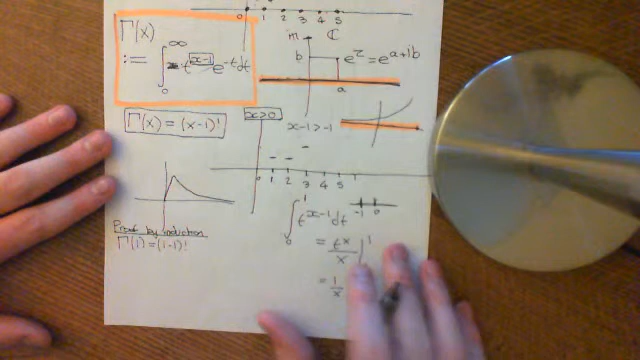 0 1 2 3 4 5
Γ(x)
:= ∫₀^∞ t^(x-1) e^(-t) dt
im ℂ
b
e^z = e^(a+ib)
a
Γ(x) = (x-1)!
x>0
x-1>-1
0 1 2 3 4 5
∫₀¹ t^(x-1) dt
-1 0
= t^x/x |¹
= 1/x
Proof by induction
Γ(1) = (1-1)!